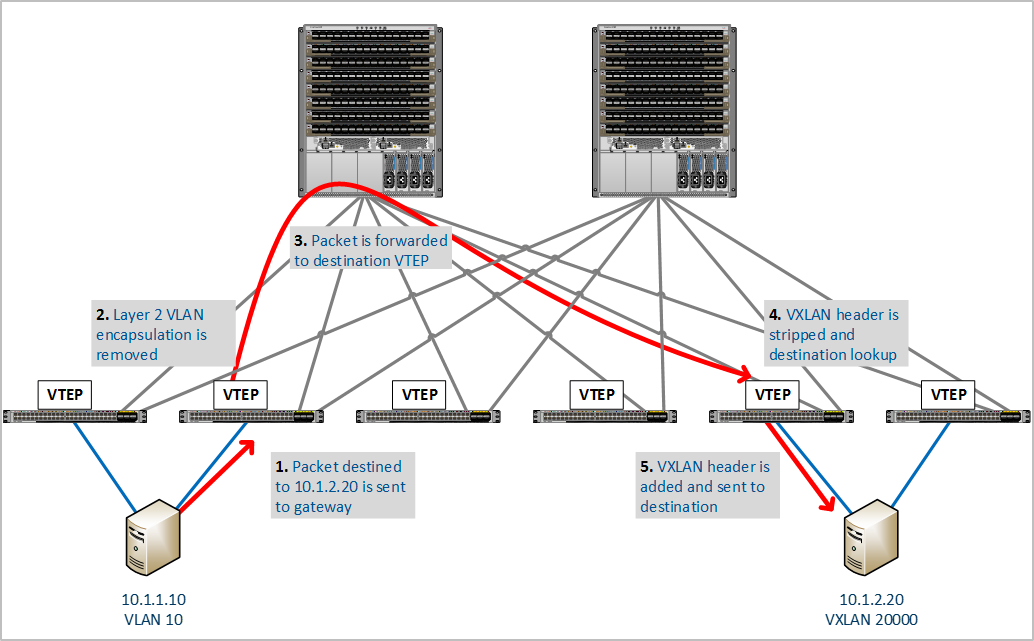 3. Packet is forwarded
to destination VTEP
2. Layer 2 VLAN
encapsulation is
removed
4. VXLAN header is
stripped and
destination lookup
VTEP
VTEP
VTEP
VTEP
VTEP
VTEP
1. Packet destined
to 10.1.2.20 is sent
to gateway
5. VXLAN header is
added and sent to
destination
10.1.1.10
VLAN 10
10.1.2.20
VXLAN 20000